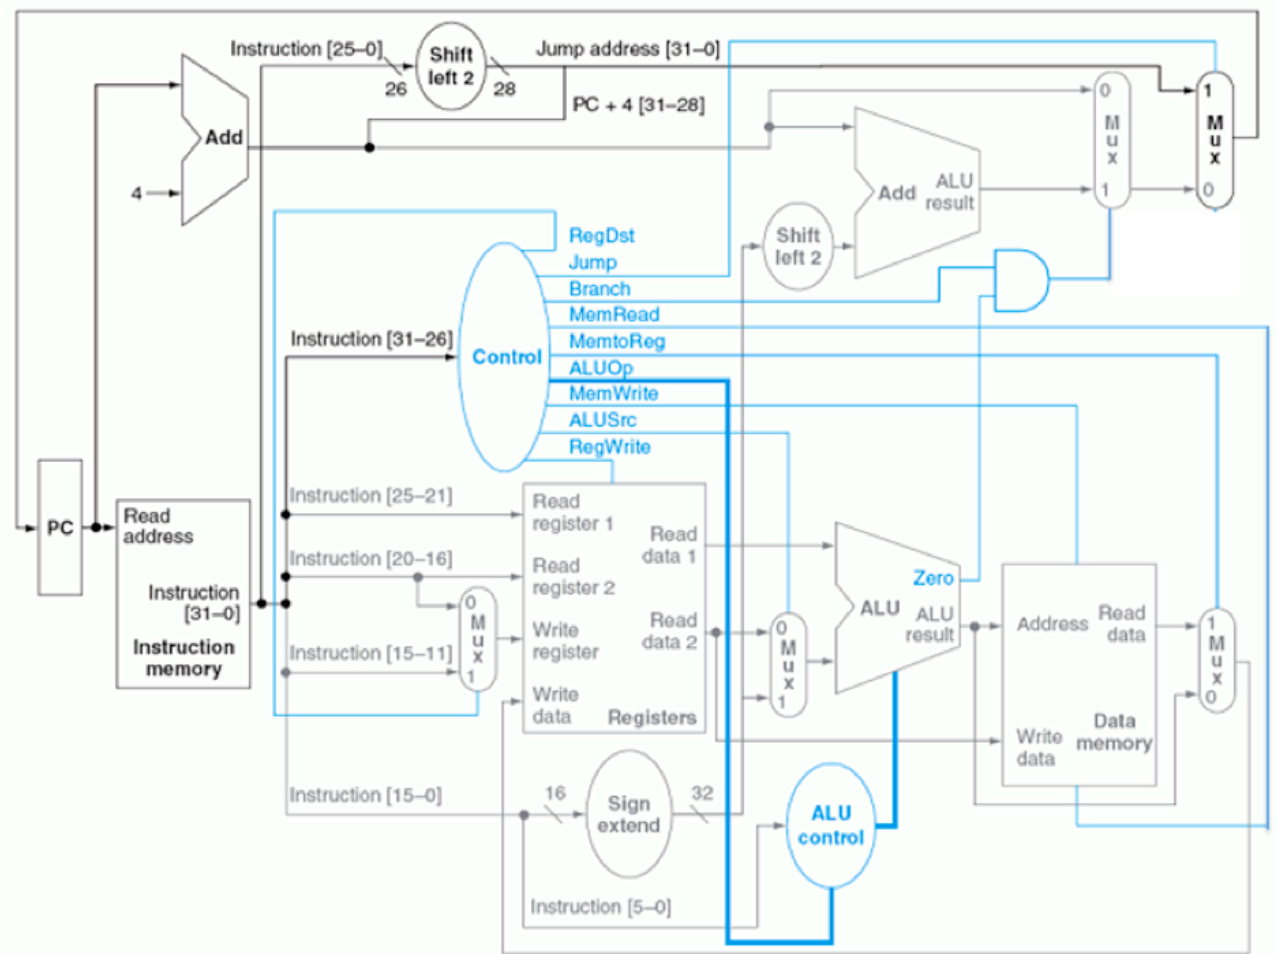 Instruction [25–0]
Shift
left 2
Jump address [31–0]
26
28
PC + 4 [31–28]
Add
4
0
M
u
x
1
1
M
u
x
0
Add
ALU
result
Shift
left 2
RegDst
Jump
Branch
MemRead
MemtoReg
ALUOp
MemWrite
ALUSrc
RegWrite
Instruction [31–26]
Control
PC
Read
address
Instruction
[31–0]
Instruction
memory
Instruction [25–21]
Instruction [20–16]
Instruction [15–11]
0
M
u
x
1
Read
register 1
Read
register 2
Write
register
Write
data
Read
data 1
Read
data 2
Registers
0
M
u
x
1
Zero
ALU
ALU
result
Address
Read
data
Write
data
Data
memory
1
M
u
x
0
Instruction [15–0]
16
Sign
extend
32
ALU
control
Instruction [5–0]